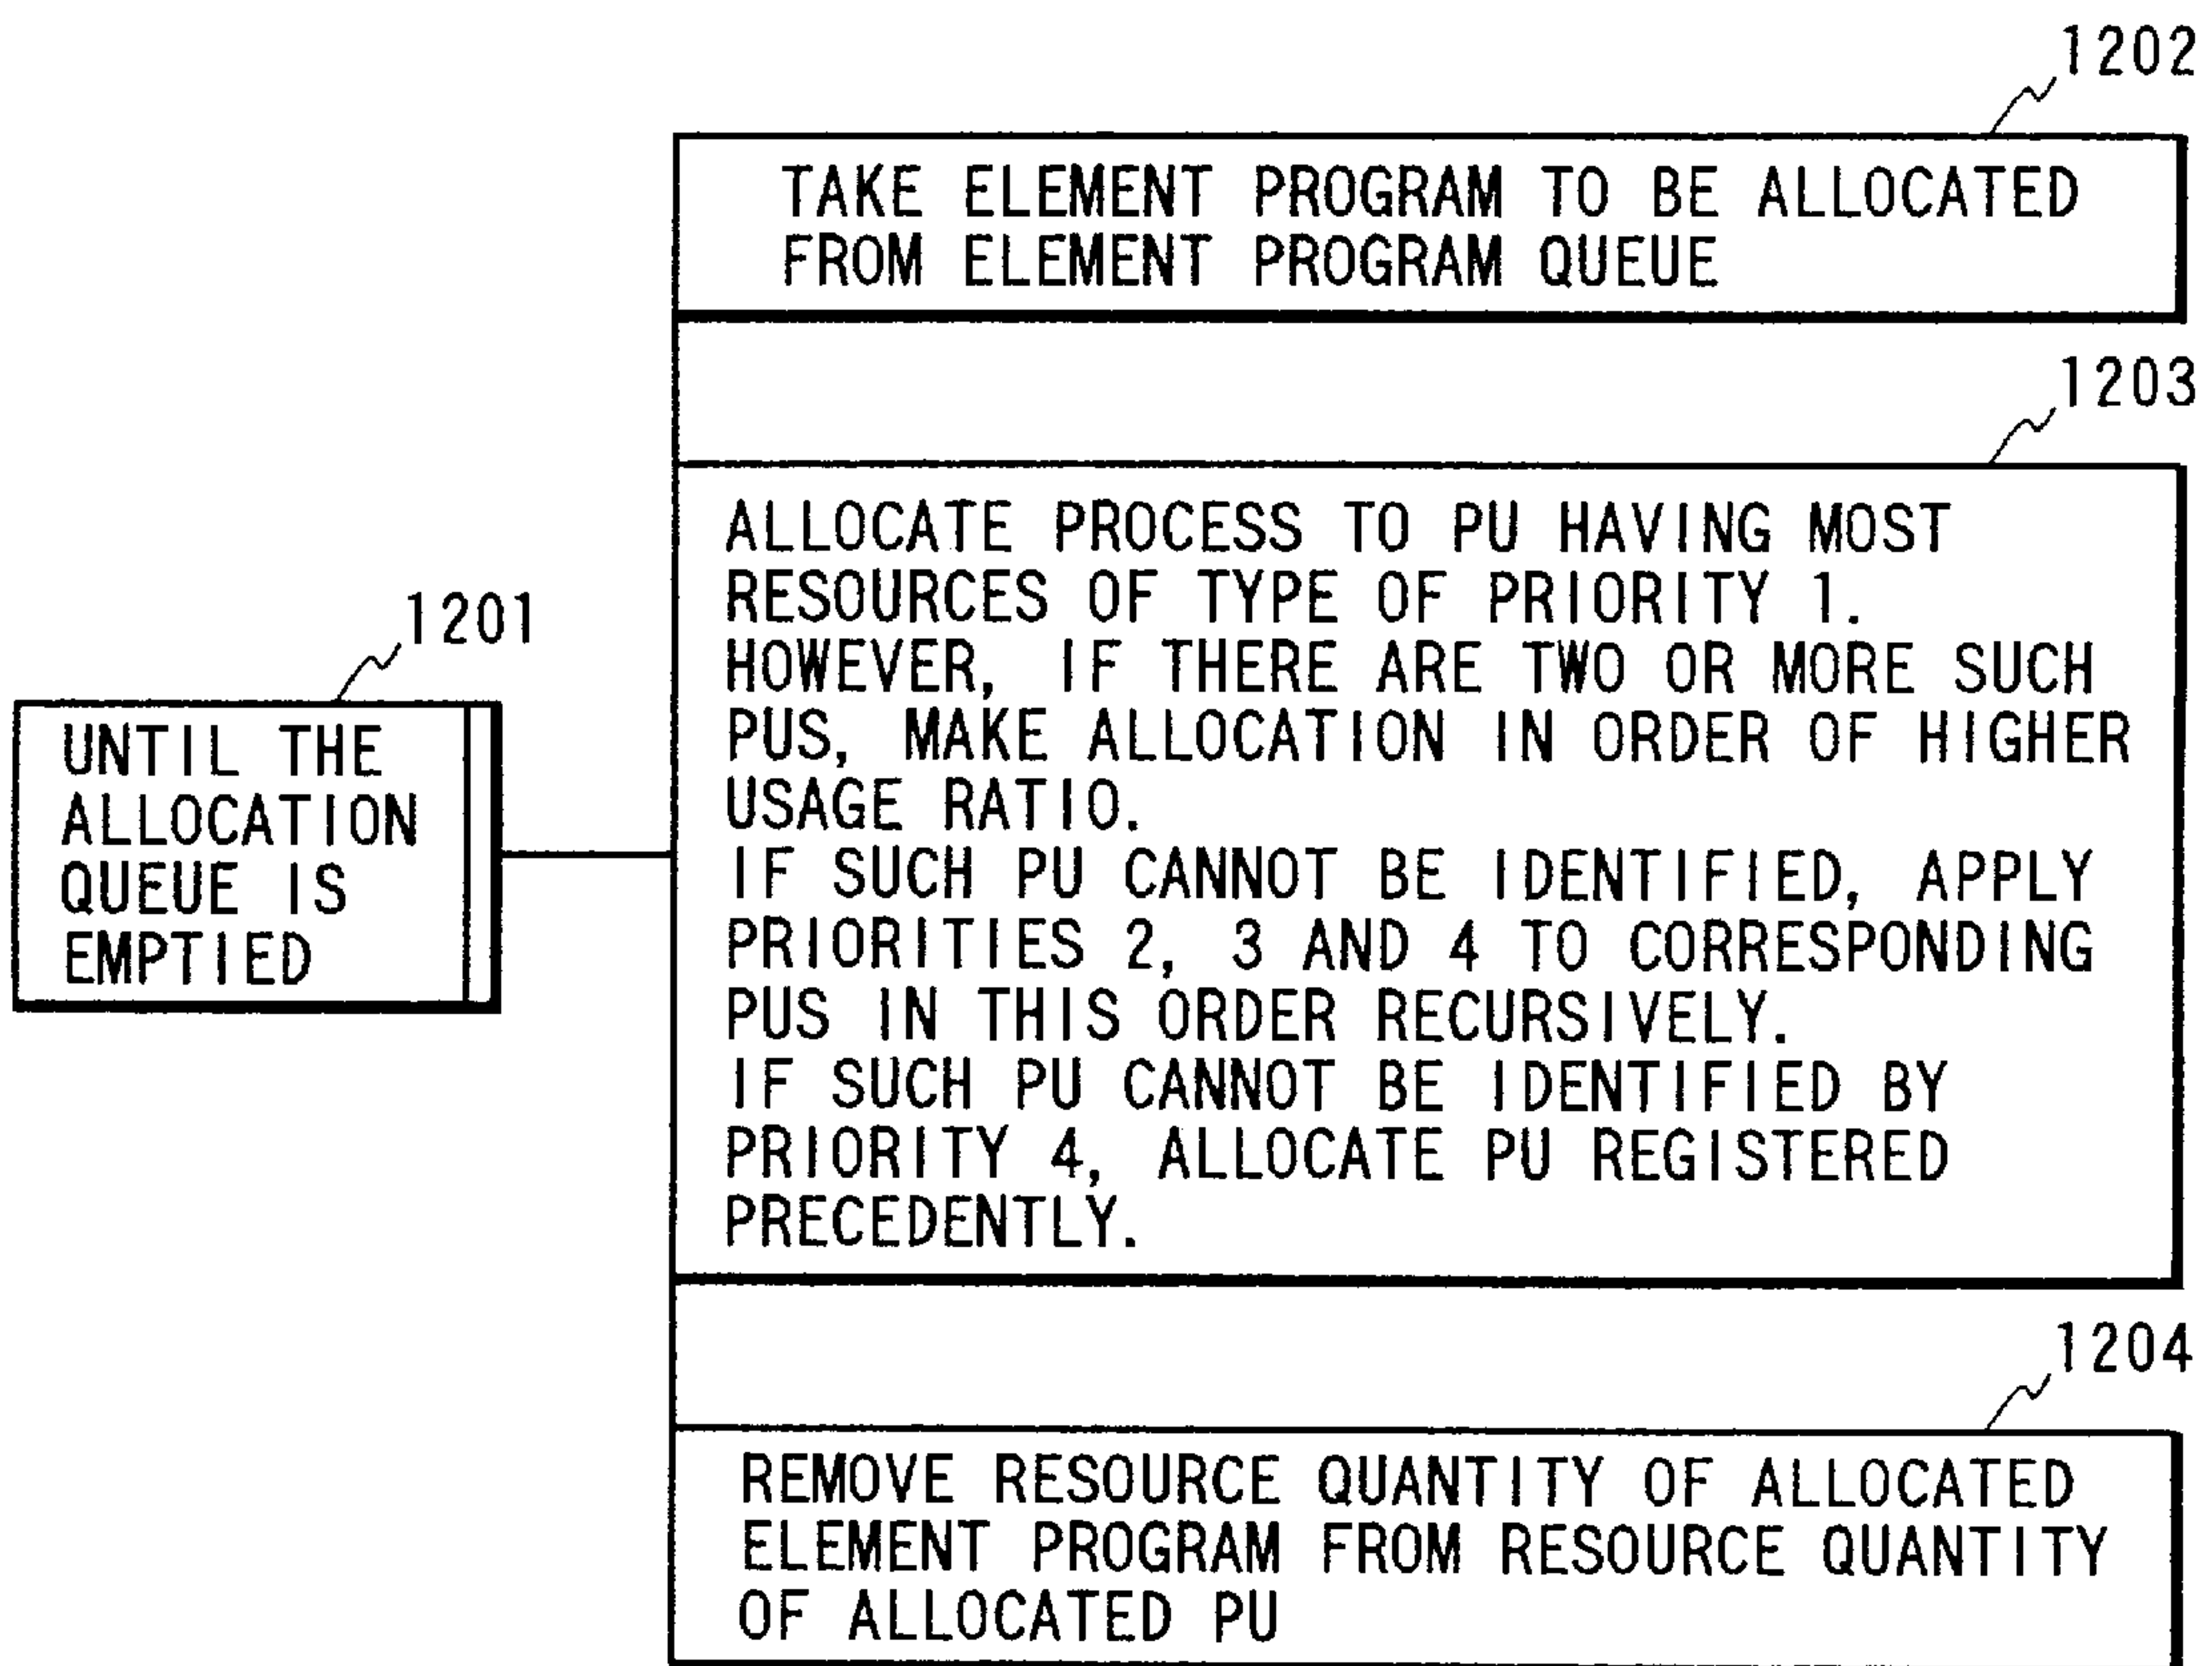 1202
TAKE ELEMENT PROGRAM TO BE ALLOCATED
FROM ELEMENT PROGRAM QUEUE
1203
ALLOCATE PROCESS TO PU HAVING MOST
RESOURCES OF TYPE OF PRIORITY 1.
HOWEVER, IF THERE ARE TWO OR MORE SUCH
PUS, MAKE ALLOCATION IN ORDER OF HIGHER
USAGE RATIO.
IF SUCH PU CANNOT BE IDENTIFIED, APPLY
PRIORITIES 2, 3 AND 4 TO CORRESPONDING
PUS IN THIS ORDER RECURSIVELY.
IF SUCH PU CANNOT BE IDENTIFIED BY
PRIORITY 4, ALLOCATE PU REGISTERED
PRECEDENTLY.
1201
UNTIL THE
ALLOCATION
QUEUE IS
EMPTIED
1204
REMOVE RESOURCE QUANTITY OF ALLOCATED
ELEMENT PROGRAM FROM RESOURCE QUANTITY
OF ALLOCATED PU